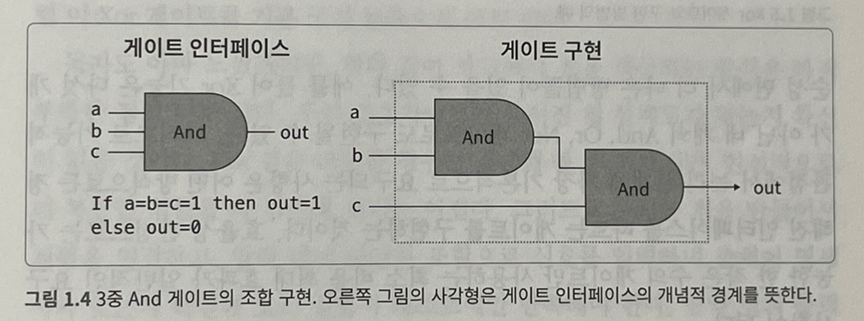 게이트 인터페이스
a
b
c
And
out
If a=b=c=1 then out=1
else out=0
게이트 구현
a
b
c
And
And
out
그림 1.4 3중 And 게이트의 조합 구현. 오른쪽 그림의 사각형은 게이트 인터페이스의 개념적 경계를 뜻한다.